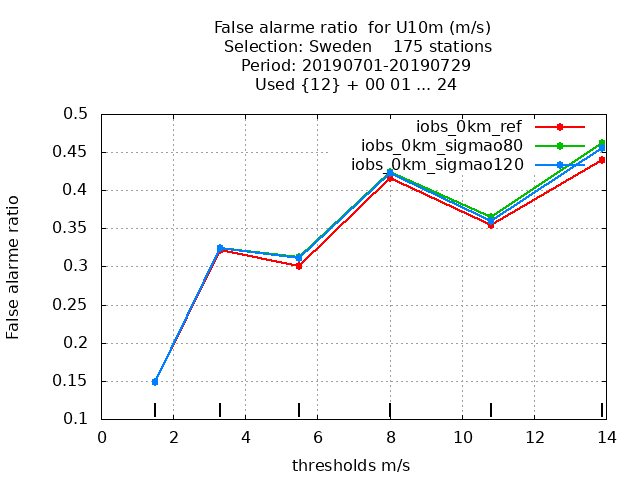 False alarme ratio  for U10m (m/s)
Selection: Sweden    175 stations
Period: 20190701-20190729
Used {12} + 00 01 ... 24
iobs_0km_ref
iobs_0km_sigmao80
iobs_0km_sigmao120
False alarme ratio
0.5
0.45
0.4
0.35
0.3
0.25
0.2
0.15
0.1
0 2 4 6 8 10 12 14
thresholds m/s